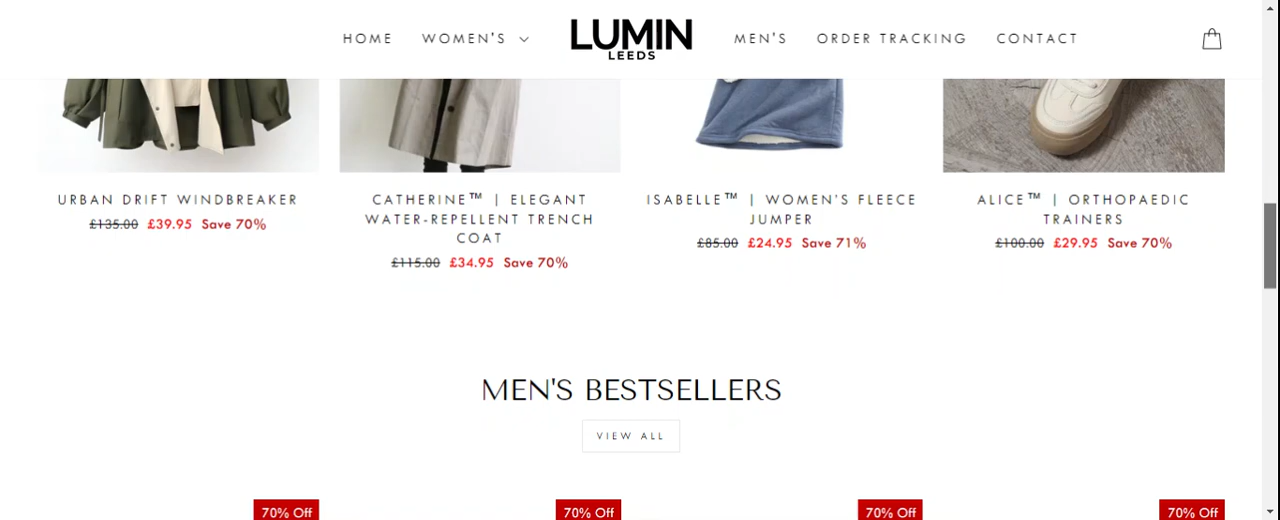 HOME
WOMEN'S
LUMIN
LEEDS
MEN'S
ORDER TRACKING
CONTACT
URBAN DRIFT WINDBREAKER
£135.00 £39.95 Save 70%
CATHERINE™ | ELEGANT
WATER-REPELLENT TRENCH
COAT
£115.00 £34.95 Save 70%
ISABELLE™ | WOMEN'S FLEECE
JUMPER
£85.00 £24.95 Save 71%
ALICE™ | ORTHOPAEDIC
TRAINERS
£100.00 £29.95 Save 70%
MEN'S BESTSELLERS
VIEW ALL
70% Off
70% Off
70% Off
70% Off